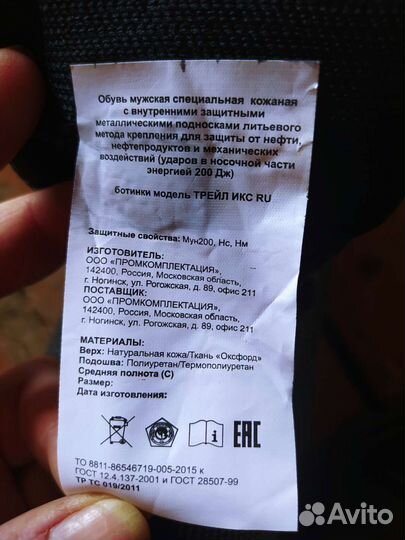 Обувь мужская специальная кожаная
с внутренними защитными
металлическими подносками литьевого
метода крепления для защиты от нефти,
нефтепродуктов и механических
воздействий (ударов в носочной части
энергией 200 Дж)
ботинки модель ТРЕЙЛ ИКС RU
Защитные свойства: Мун200, Нс, Нм
ИЗГОТОВИТЕЛЬ:
ООО "ПРОМКОМПЛЕКТАЦИЯ",
142400, Россия, Московская область,
г. Ногинск, ул. Рогожская, д. 89, офис 211
ПОСТАВЩИК:
ООО "ПРОМКОМПЛЕКТАЦИЯ",
142400, Россия, Московская область,
г. Ногинск, ул. Рогожская, д. 89, офис 211
МАТЕРИАЛЫ:
Верх: Натуральная кожа/Ткань «Оксфорд»
Подошва: Полиуретан/Термополиуретан
Средняя полнота (С)
Размер:
Дата изготовления:
ЕАС
ТО 8811-86546719-005-2015 к
ГОСТ 12.4.137-2001 и ГОСТ 28507-99
ТР ТС 019/2011
Avito